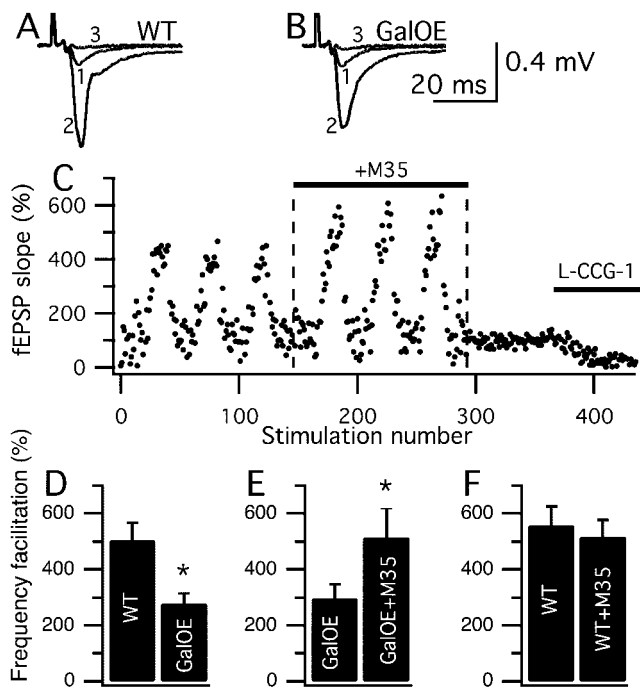 A WT
3
1
2
B GalOE
3
1
2
20 ms
0.4 mV
C
+M35
L-CCG-1
fEPSP slope (%)
600
400
200
0
0 100 200 300 400
Stimulation number
Frequency facilitation (%)
D
600
400
200
0
WT
*
GalOE
E
600
400
200
0
GalOE
*
GalOE+M35
F
600
400
200
0
WT
WT+M35